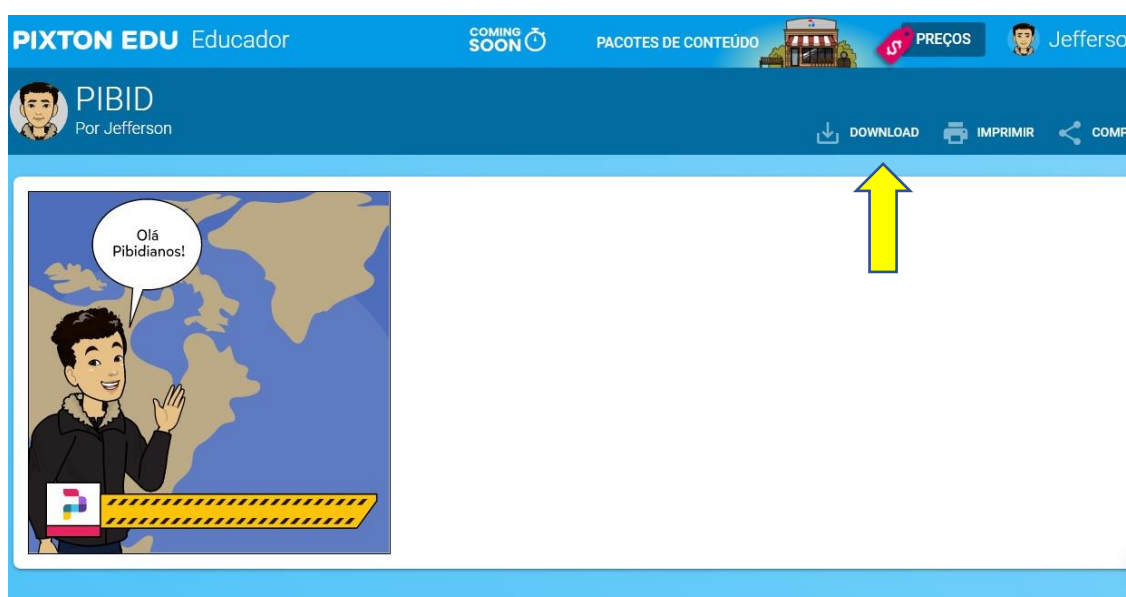 PIXTON EDU Educador
COMING SOON
PACOTES DE CONTEÚDO
PREÇOS
PIBID
Por Jefferson
DOWNLOAD
IMPRIMIR
Olá
Pibidianos!